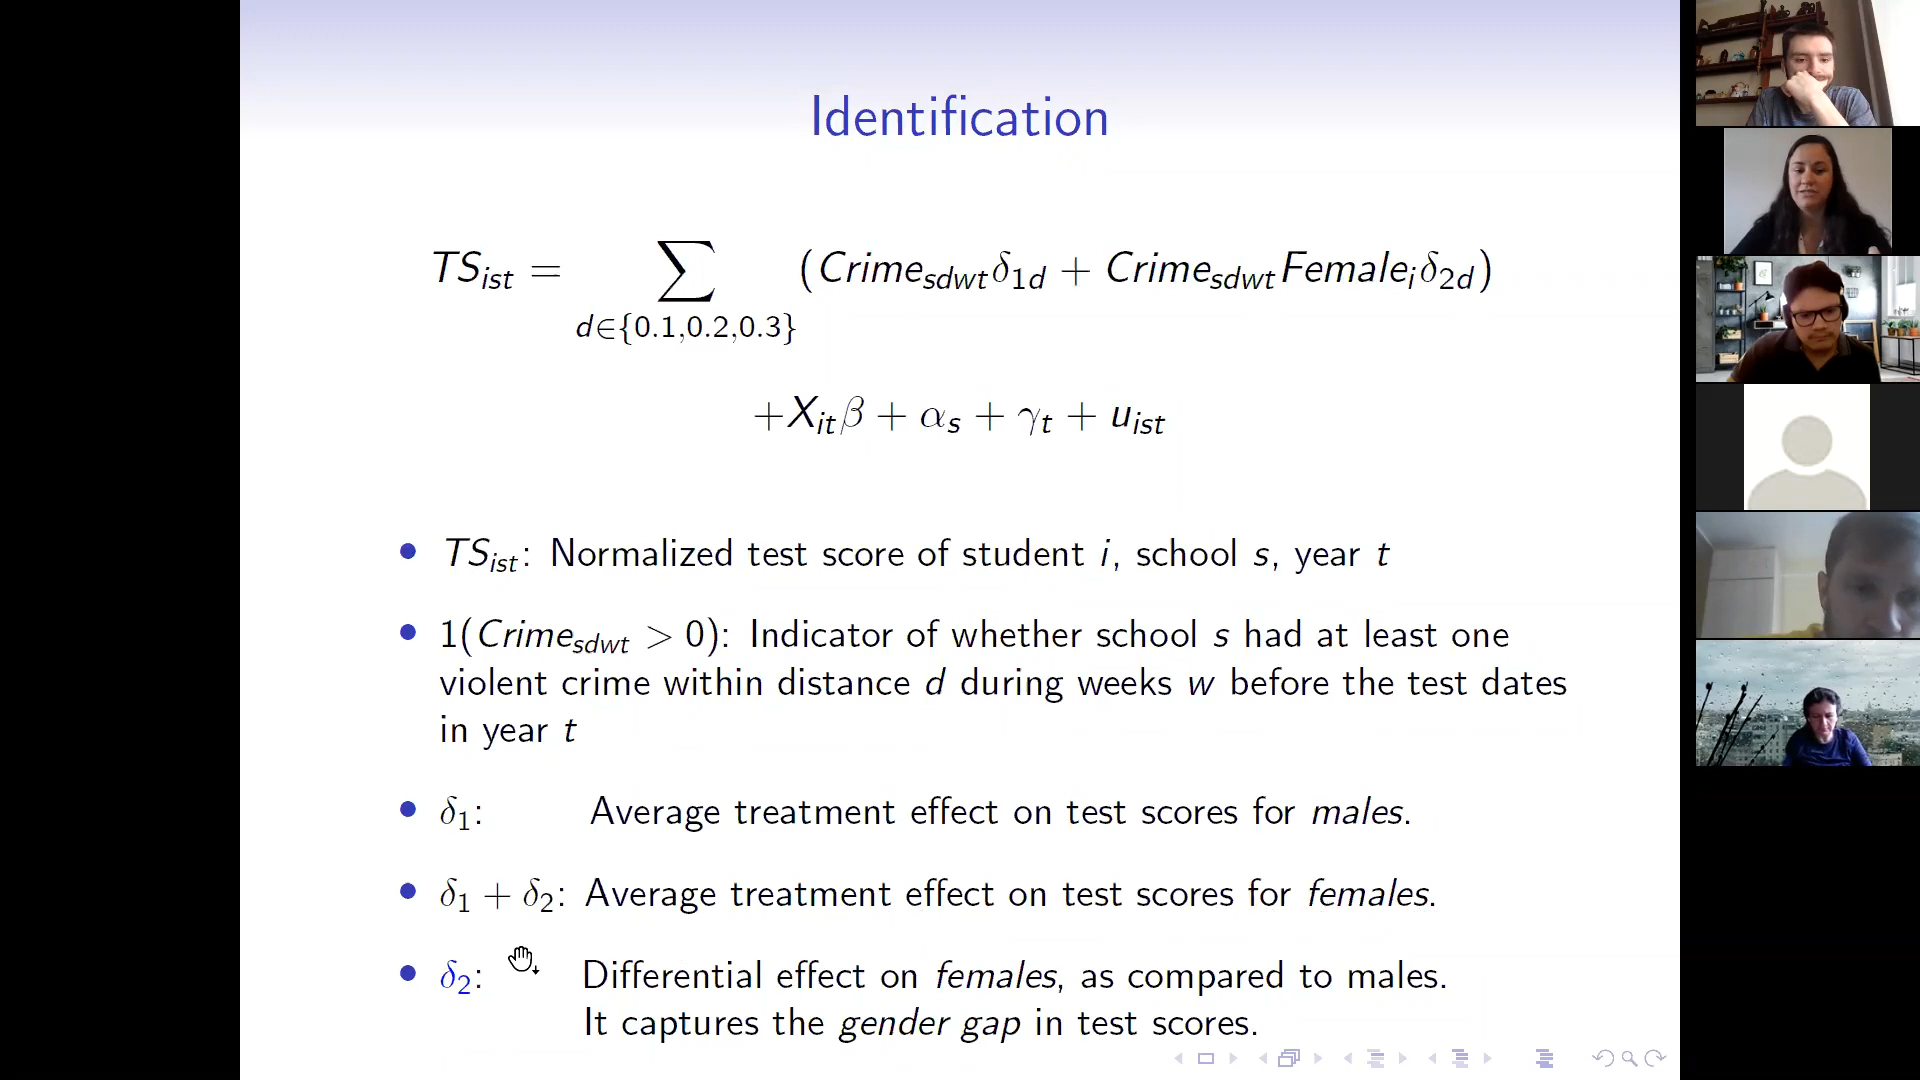 Identification
TS_ist = ∑_{d∈{0.1,0.2,0.3}} (Crime_sdwt δ_1d + Crime_sdwt Female_i δ_2d)
+X_it β + α_s + γ_t + u_ist
• TS_ist: Normalized test score of student i, school s, year t
• 1(Crime_sdwt > 0): Indicator of whether school s had at least one
violent crime within distance d during weeks w before the test dates
in year t
• δ_1: Average treatment effect on test scores for males.
• δ_1 + δ_2: Average treatment effect on test scores for females.
• δ_2: Differential effect on females, as compared to males.
It captures the gender gap in test scores.